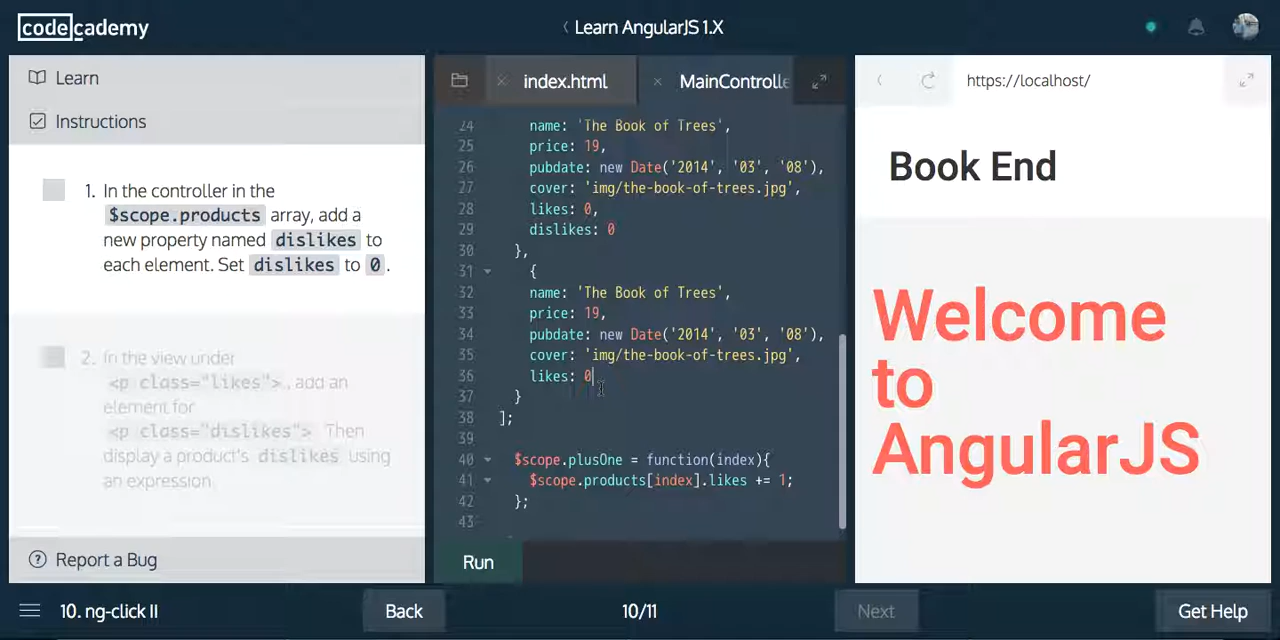 codecademy
Learn AngularJS 1.X
Learn
Instructions
1. In the controller in the
$scope.products array, add a
new property named dislikes to
each element. Set dislikes to 0 .
2. In the view under
<p class="likes">, add an
element for
<p class="dislikes"> Then
display a product's dislikes using
an expression.
Report a Bug
index.html
MainControlle
24 name: 'The Book of Trees',
25 price: 19,
26 pubdate: new Date('2014', '03', '08'),
27 cover: 'img/the-book-of-trees.jpg',
28 likes: 0,
29 dislikes: 0
30 },
31 {
32 name: 'The Book of Trees',
33 price: 19,
34 pubdate: new Date('2014', '03', '08'),
35 cover: 'img/the-book-of-trees.jpg',
36 likes: 0
37 }
38 ];
39
40 $scope.plusOne = function(index){
41 $scope.products[index].likes += 1;
42 };
43
Run
https://localhost/
Book End
Welcome
to
AngularJS
10. ng-click II
Back
10/11
Next
Get Help